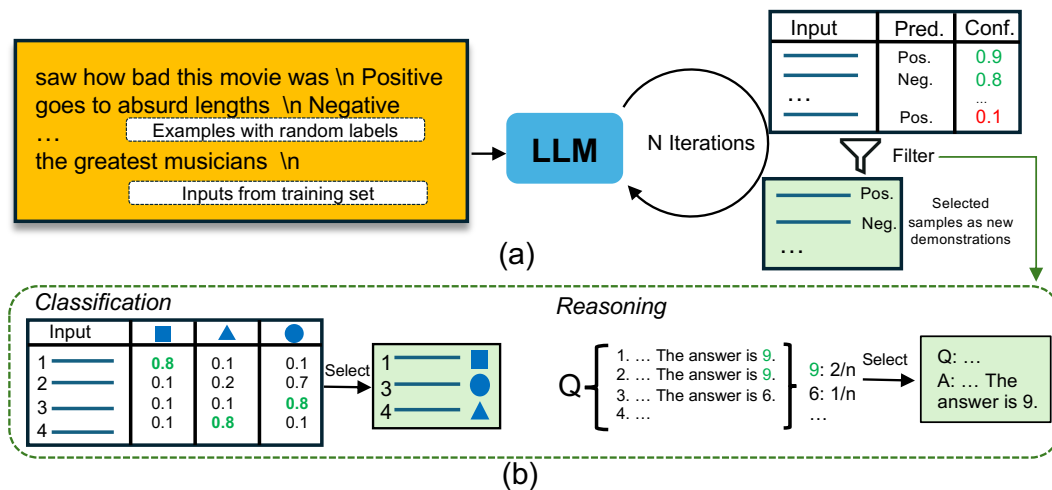 saw how bad this movie was \n Positive
goes to absurd lengths \n Negative
...
Examples with random labels
the greatest musicians \n
Inputs from training set
LLM
N Iterations
Input Pred. Conf.
Pos. 0.9
Neg. 0.8
... ...
Pos. 0.1
Filter
Pos.
Neg.
...
Selected
samples as new
demonstrations
(a)
Classification
Input
1 0.8 0.1 0.1
2 0.1 0.2 0.7
3 0.1 0.1 0.8
4 0.1 0.8 0.1
Select
1
3
4
Reasoning
Q
1. ... The answer is 9.
2. ... The answer is 9.
3. ... The answer is 6.
4. ...
9: 2/n
6: 1/n
...
Select
Q: ...
A: ... The
answer is 9.
(b)